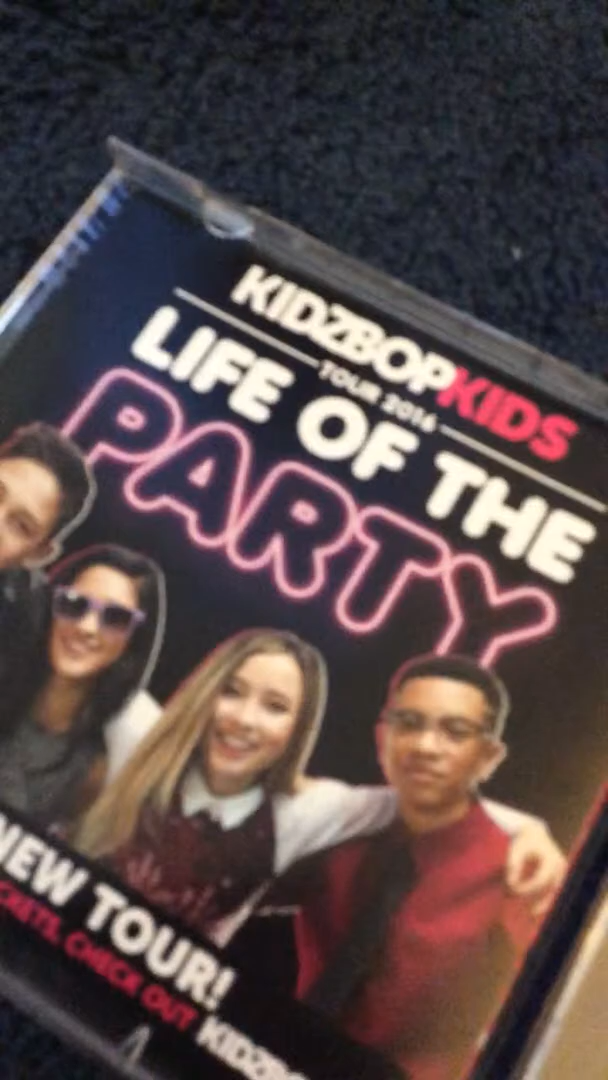 KIDZBOPKIDS
TOUR 2016
LIFE OF THE
PARTY
NEW TOUR!
CHECK OUT